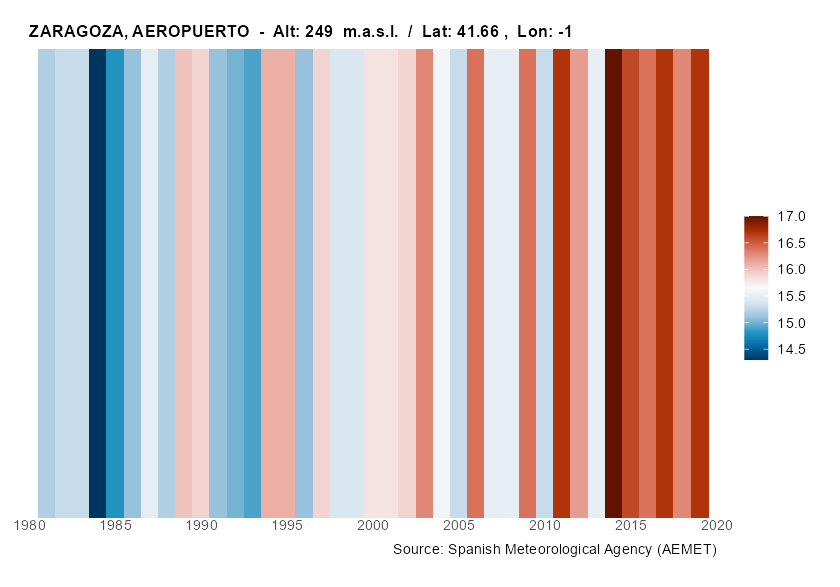 ZARAGOZA, AEROPUERTO - Alt: 249 m.a.s.l. / Lat: 41.66 , Lon: -1
17.0
16.5
16.0
15.5
15.0
14.5
1980 1985 1990 1995 2000 2005 2010 2015 2020
Source: Spanish Meteorological Agency (AEMET)